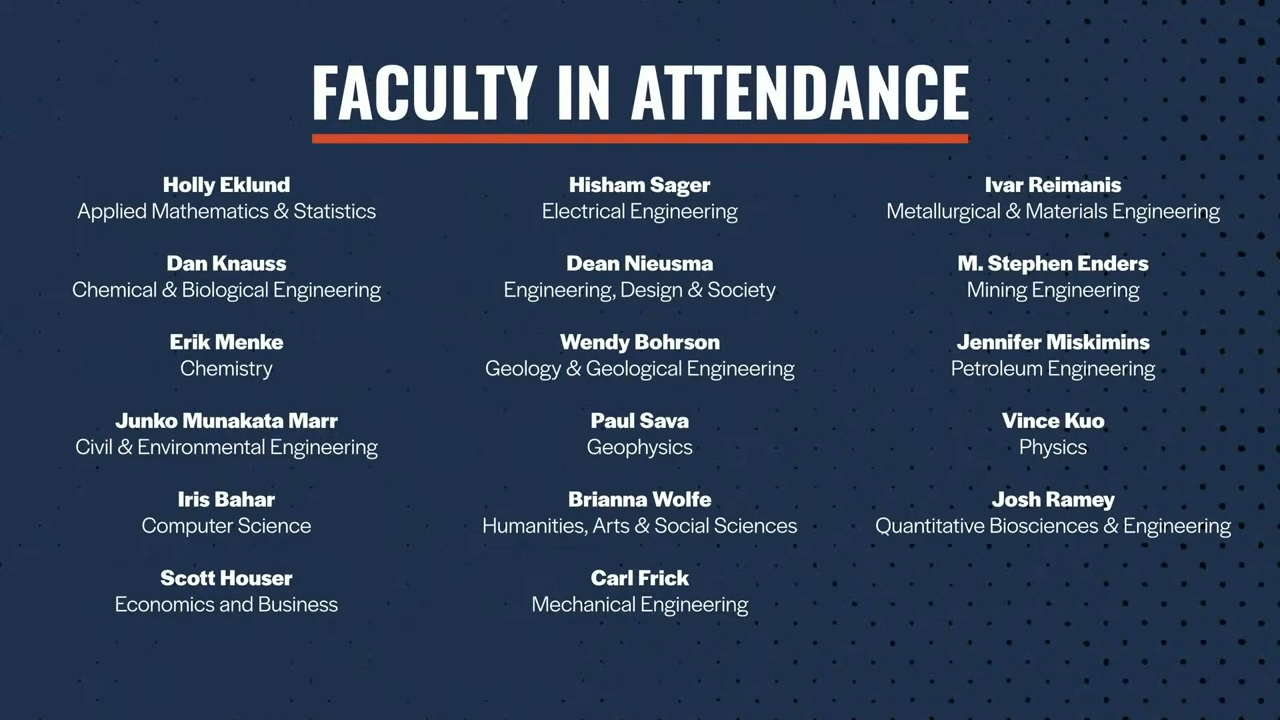 FACULTY IN ATTENDANCE
Holly Eklund
Applied Mathematics & Statistics
Dan Knauss
Chemical & Biological Engineering
Erik Menke
Chemistry
Junko Munakata Marr
Civil & Environmental Engineering
Iris Bahar
Computer Science
Scott Houser
Economics and Business
Hisham Sager
Electrical Engineering
Dean Nieusma
Engineering, Design & Society
Wendy Bohrson
Geology & Geological Engineering
Paul Sava
Geophysics
Brianna Wolfe
Humanities, Arts & Social Sciences
Carl Frick
Mechanical Engineering
Ivar Reimanis
Metallurgical & Materials Engineering
M. Stephen Enders
Mining Engineering
Jennifer Miskimins
Petroleum Engineering
Vince Kuo
Physics
Josh Ramey
Quantitative Biosciences & Engineering